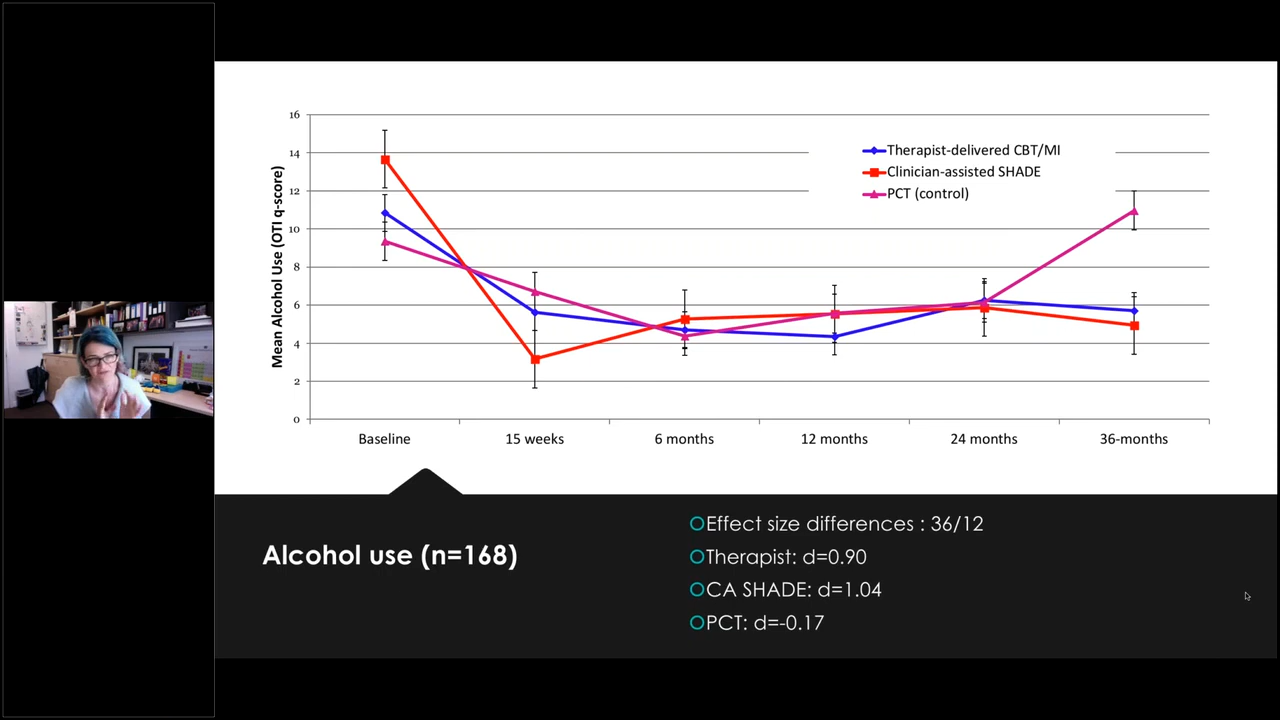 16
14
12
10
8
6
4
2
0
Mean Alcohol Use (OTI q-score)
Therapist-delivered CBT/MI
Clinician-assisted SHADE
PCT (control)
Baseline
15 weeks
6 months
12 months
24 months
36-months
Alcohol use (n=168)
Effect size differences : 36/12
Therapist: d=0.90
CA SHADE: d=1.04
PCT: d=-0.17